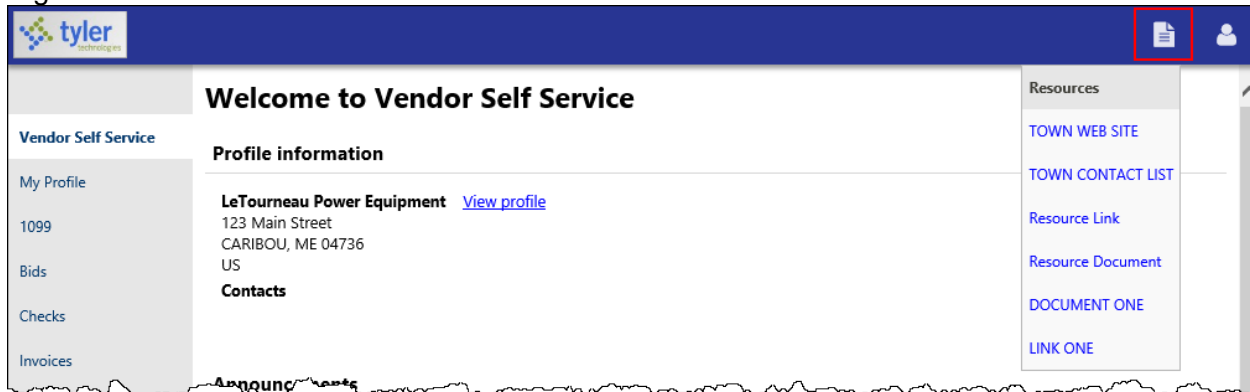 tyler
technologies
Resources
TOWN WEB SITE
TOWN CONTACT LIST
Resource Link
Resource Document
DOCUMENT ONE
LINK ONE
Vendor Self Service
My Profile
1099
Bids
Checks
Invoices
Welcome to Vendor Self Service
Profile information
LeTourneau Power Equipment View profile
123 Main Street
CARIBOU, ME 04736
US
Contacts
Announcements